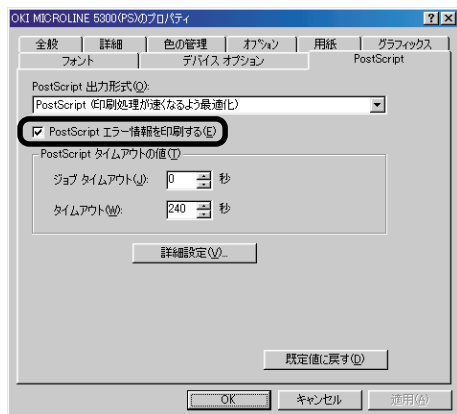 OKI MICROLINE 5300(PS)のプロパティ
全般 詳細 色の管理 オプション 用紙 グラフィックス
フォント デバイス オプション PostScript
PostScript 出力形式(O):
PostScript (印刷処理が速くなるよう最適化)
PostScript エラー情報を印刷する(E)
PostScript タイムアウトの値(T)
ジョブ タイムアウト(J): 0 秒
タイムアウト(W): 240 秒
詳細設定(V)...
既定値に戻す(D)
OK キャンセル 適用(A)